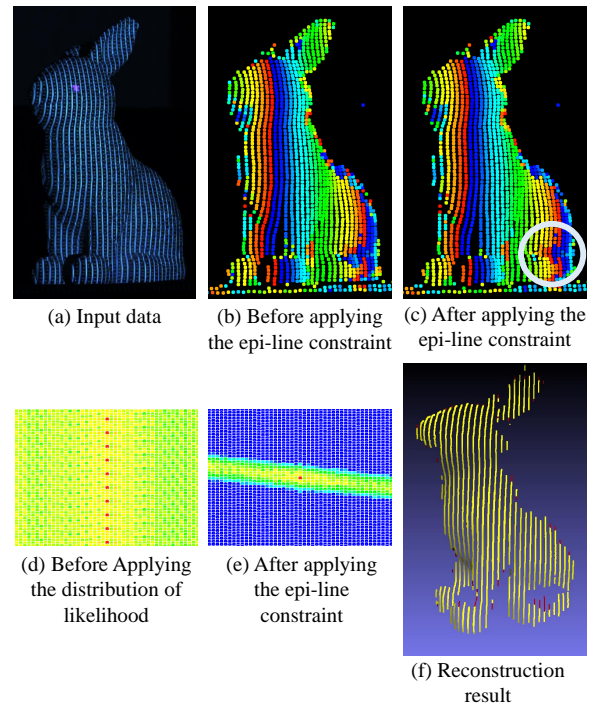 (a) Input data
(b) Before applying
the epi-line constraint
(c) After applying the
epi-line constraint
(d) Before Applying
the distribution of
likelihood
(e) After applying
the epi-line
constraint
(f) Reconstruction
result